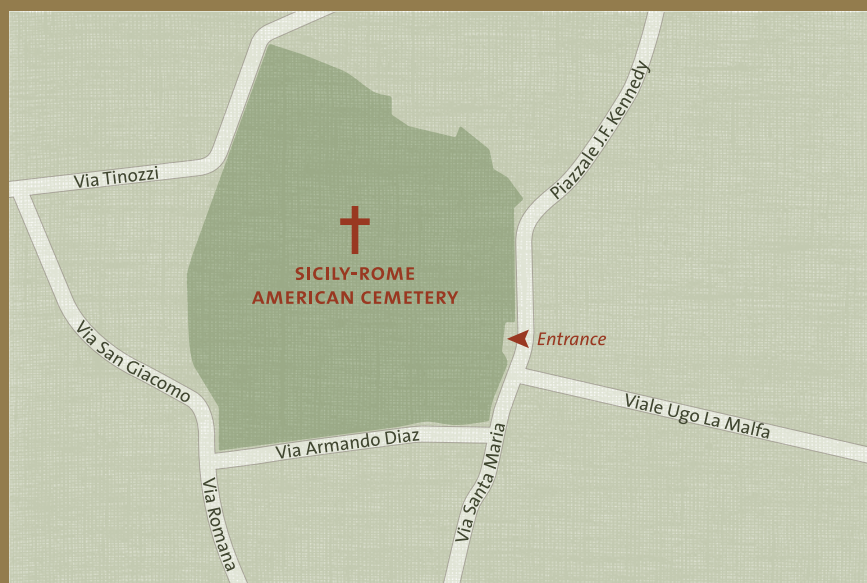 Piazzale J.F. Kennedy
Via Tinozzi
SICILY-ROME
AMERICAN CEMETERY
Entrance
Via San Giacomo
Viale Ugo La Malfa
Via Armando Diaz
Via Santa Maria
Via Romana